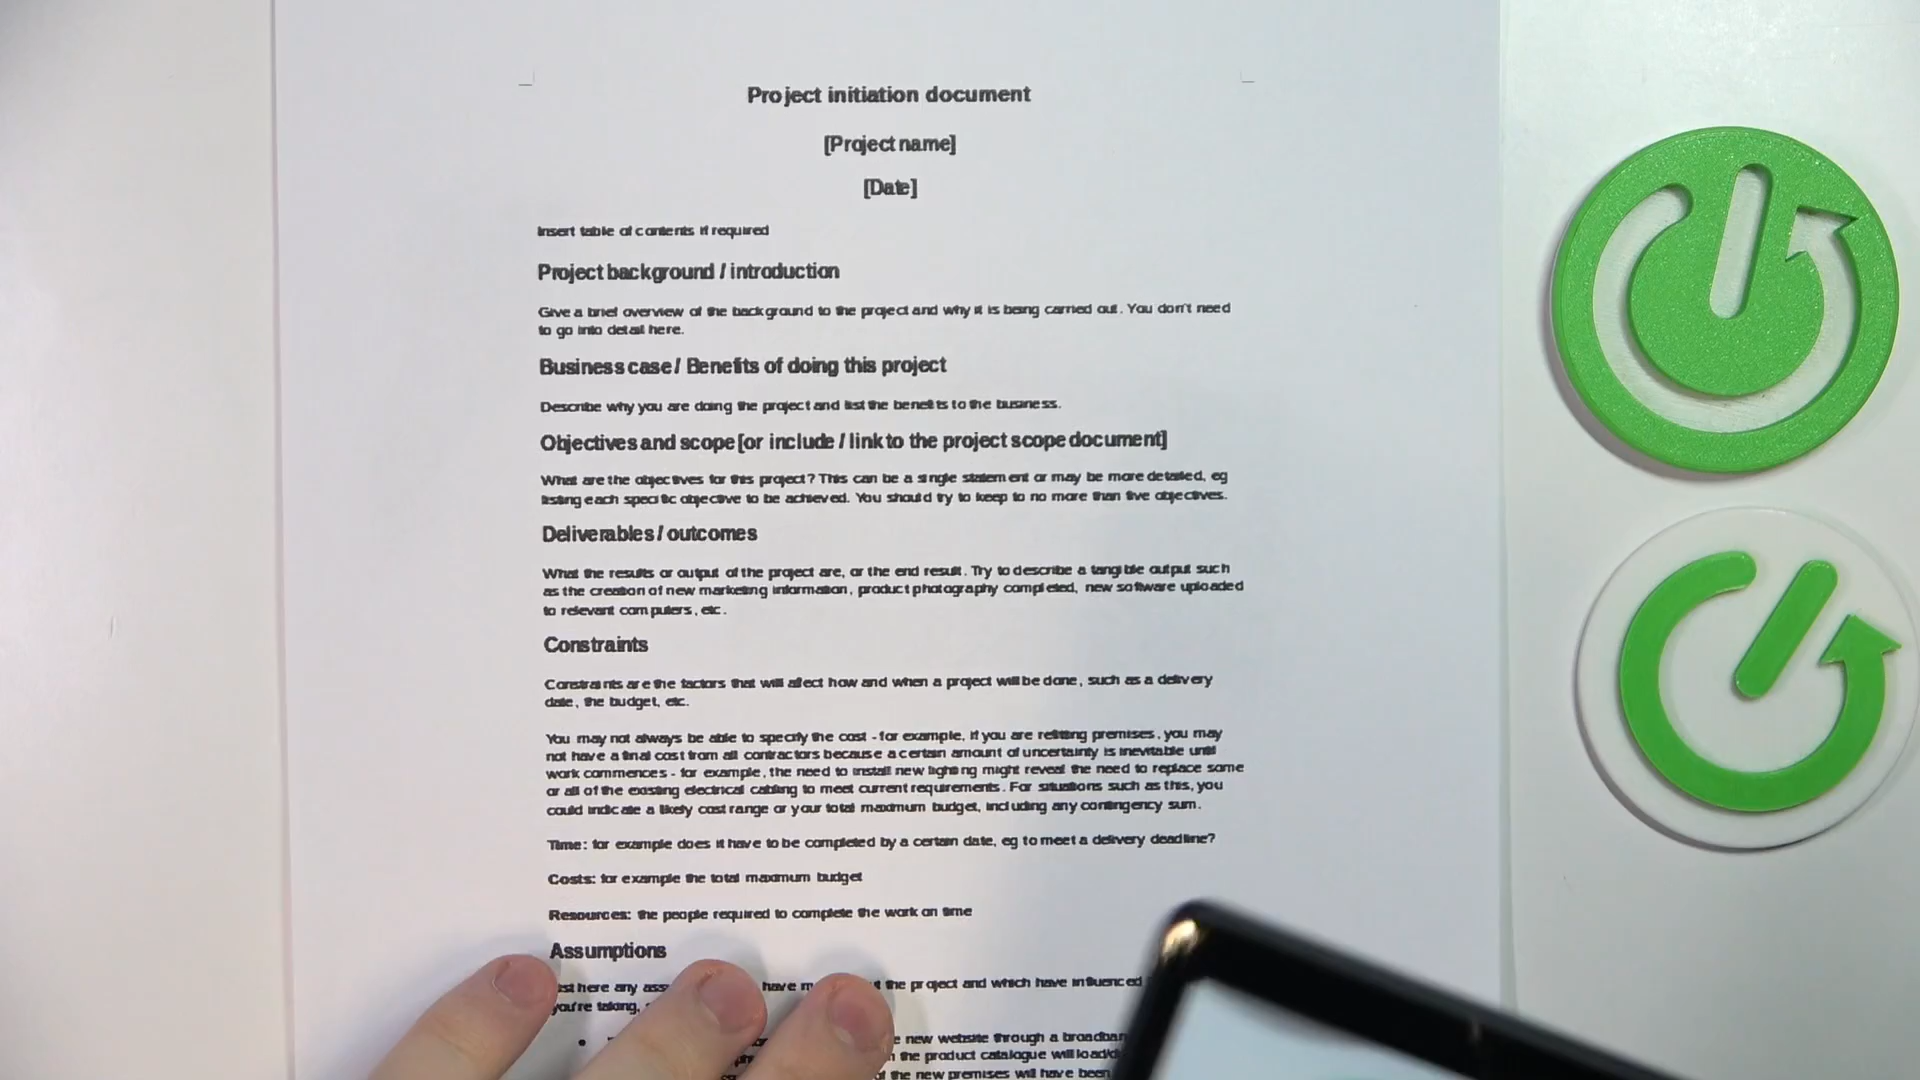 Project initiation document
[Project name]
[Date]
Insert table of contents if required
Project background / introduction
Give a brief overview of the background to the project and why it is being carried out. You don't need
to go into detail here.
Business case / Benefits of doing this project
Describe why you are doing the project and list the benefits to the business.
Objectives and scope [or include / link to the project scope document]
What are the objectives for this project? This can be a single statement or may be more detailed, eg
listing each specific objective to be achieved. You should try to keep to no more than five objectives.
Deliverables / outcomes
What the results or output of the project are, or the end result. Try to describe a tangible output such
as the creation of new marketing information, product photography completed, new software uploaded
to relevant computers, etc.
Constraints
Constraints are the factors that will affect how and when a project will be done, such as a delivery
date, the budget, etc.
You may not always be able to specify the cost - for example, if you are refitting premises, you may
not have a final cost from all contractors because a certain amount of uncertainty is inevitable until
work commences - for example, the need to install new lighting might reveal the need to replace some
or all of the existing electrical cabling to meet current requirements. For situations such as this, you
could indicate a likely cost range or your total maximum budget, including any contingency sum.
Time: for example does it have to be completed by a certain date, eg to meet a delivery deadline?
Costs: for example the total maximum budget
Resources: the people required to complete the work on time
Assumptions
here any have the project and which have influenced
you're taking,
• new website through a
the product catalogue will
the new premises will have been